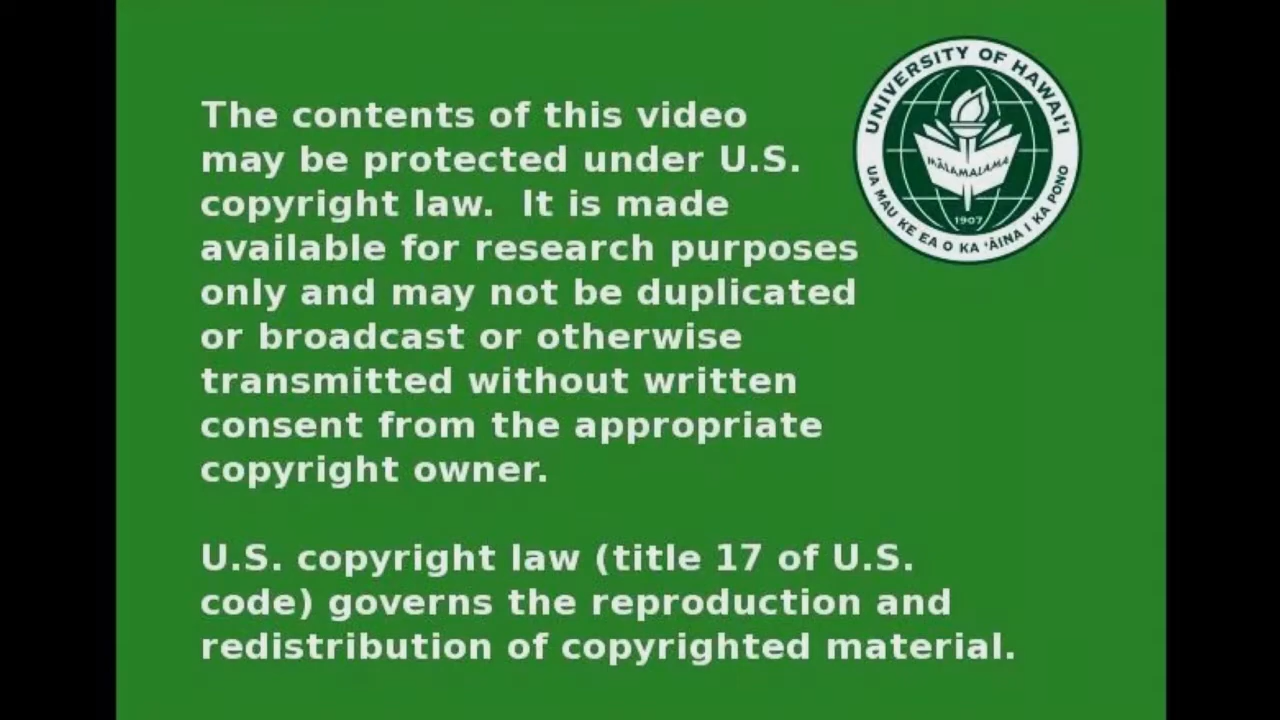 The contents of this video
may be protected under U.S.
copyright law.  It is made
available for research purposes
only and may not be duplicated
or broadcast or otherwise
transmitted without written
consent from the appropriate
copyright owner.
U.S. copyright law (title 17 of U.S.
code) governs the reproduction and
redistribution of copyrighted material.
UNIVERSITY OF HAWAIʻI
MĀLAMALAMA
1907
UA MAU KE EA O KA ʻĀINA I KA PONO